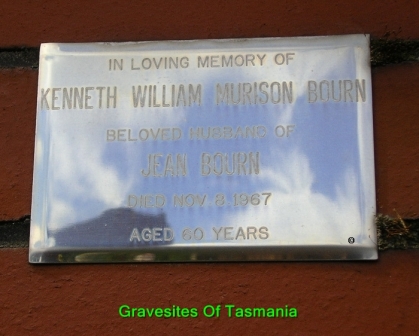 IN LOVING MEMORY OF
KENNETH WILLIAM MURISON BOURN
BELOVED HUSBAND OF
JEAN BOURN
DIED NOV. 8 1967
AGED 60 YEARS
Gravesites Of Tasmania